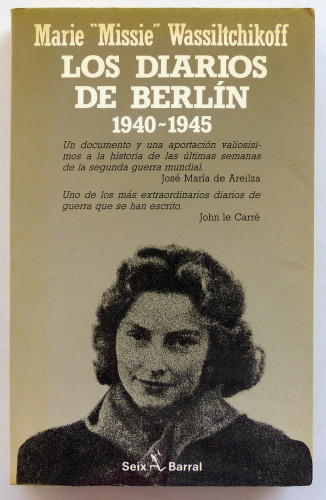 Marie "Missie" Wassiltchikoff
LOS DIARIOS
DE BERLÍN
1940-1945
Un documento y una aportación valiosísi-
mos a la historia de las últimas semanas
de la segunda guerra mundial.
José María de Areilza
Uno de los más extraordinarios diarios de
guerra que se han escrito.
John le Carré
Seix Barral